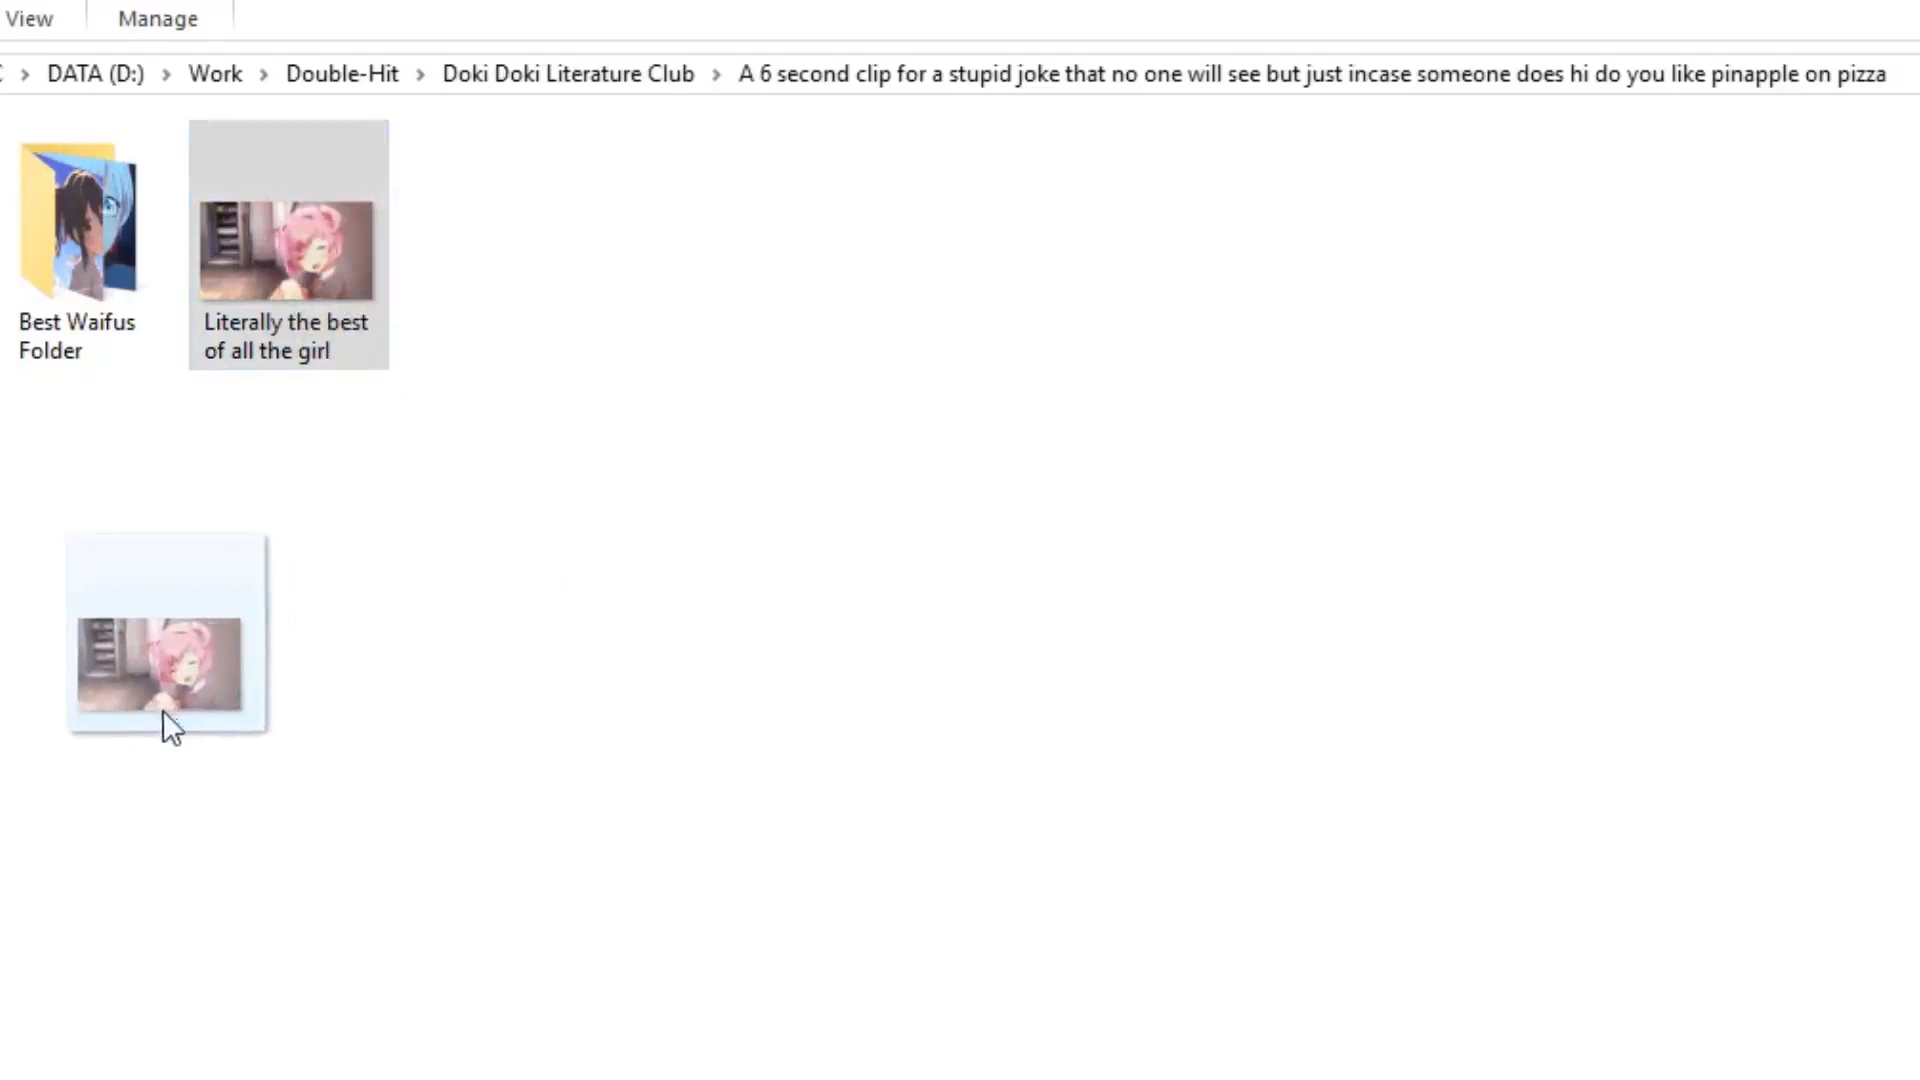 View Manage
DATA (D:) > Work > Double-Hit > Doki Doki Literature Club > A 6 second clip for a stupid joke that no one will see but just incase someone does hi do you like pinapple on pizza
Best Waifus
Folder
Literally the best
of all the girl